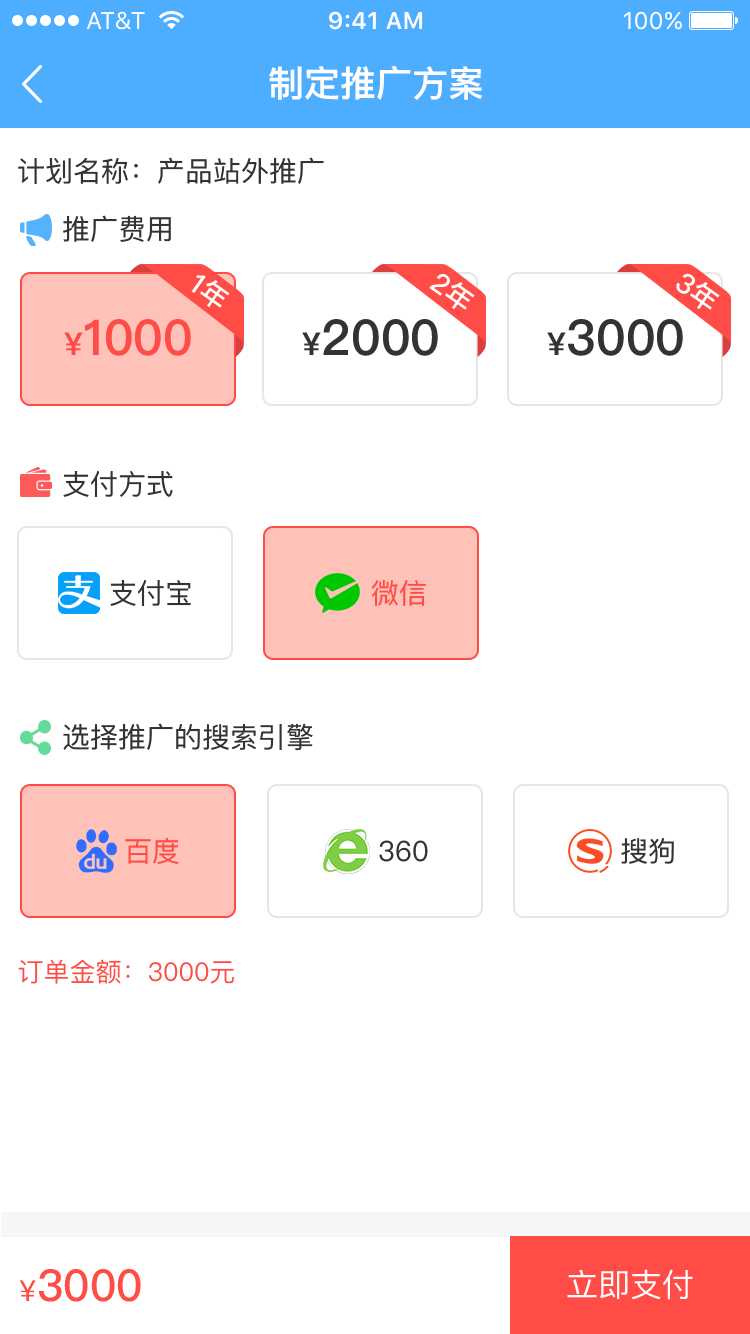 AT&T 9:41 AM 100%
制定推广方案
计划名称：产品站外推广
推广费用
1年 2年 3年
¥1000 ¥2000 ¥3000
支付方式
支 支付宝 微信
选择推广的搜索引擎
du 百度 e 360 S 搜狗
订单金额：3000元
¥3000 立即支付